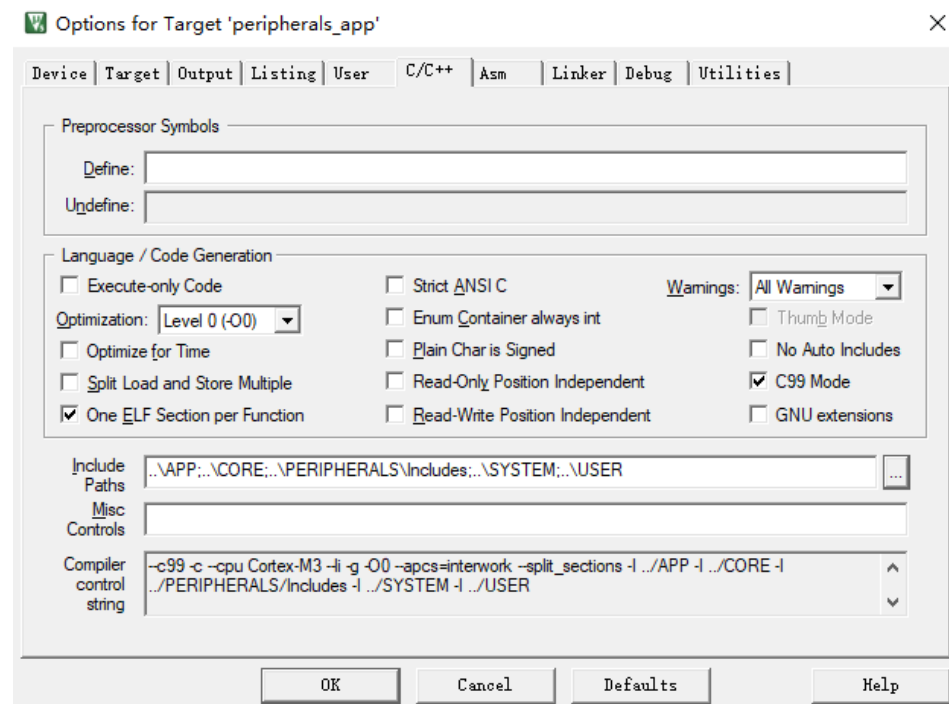 Options for Target 'peripherals_app'
Device Target Output Listing User C/C++ Asm Linker Debug Utilities
Preprocessor Symbols
Define:
Undefine:
Language / Code Generation
Execute-only Code
Strict ANSI C
Warnings: All Warnings
Optimization: Level 0 (-O0)
Enum Container always int
Thumb Mode
Optimize for Time
Plain Char is Signed
No Auto Includes
Split Load and Store Multiple
Read-Only Position Independent
C99 Mode
One ELF Section per Function
Read-Write Position Independent
GNU extensions
Include Paths
..\APP;..\CORE;..\PERIPHERALS\Includes;..\SYSTEM;..\USER
...
Misc Controls
Compiler control string
--c99 -c --cpu Cortex-M3 --li -g -O0 --apcs=interwork --split_sections -I ../APP -I ../CORE -I
../PERIPHERALS/Includes -I ../SYSTEM -I ../USER
OK Cancel Defaults Help